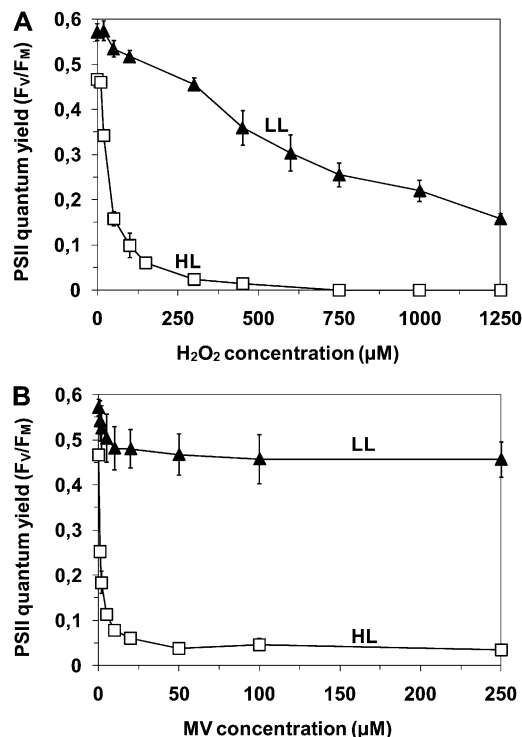 A
PSII quantum yield (FV/FM)
0,6
0,5
0,4
0,3
0,2
0,1
0
LL
HL
0 250 500 750 1000 1250
H2O2 concentration (µM)
B
PSII quantum yield (FV/FM)
0,6
0,5
0,4
0,3
0,2
0,1
0
LL
HL
0 50 100 150 200 250
MV concentration (µM)